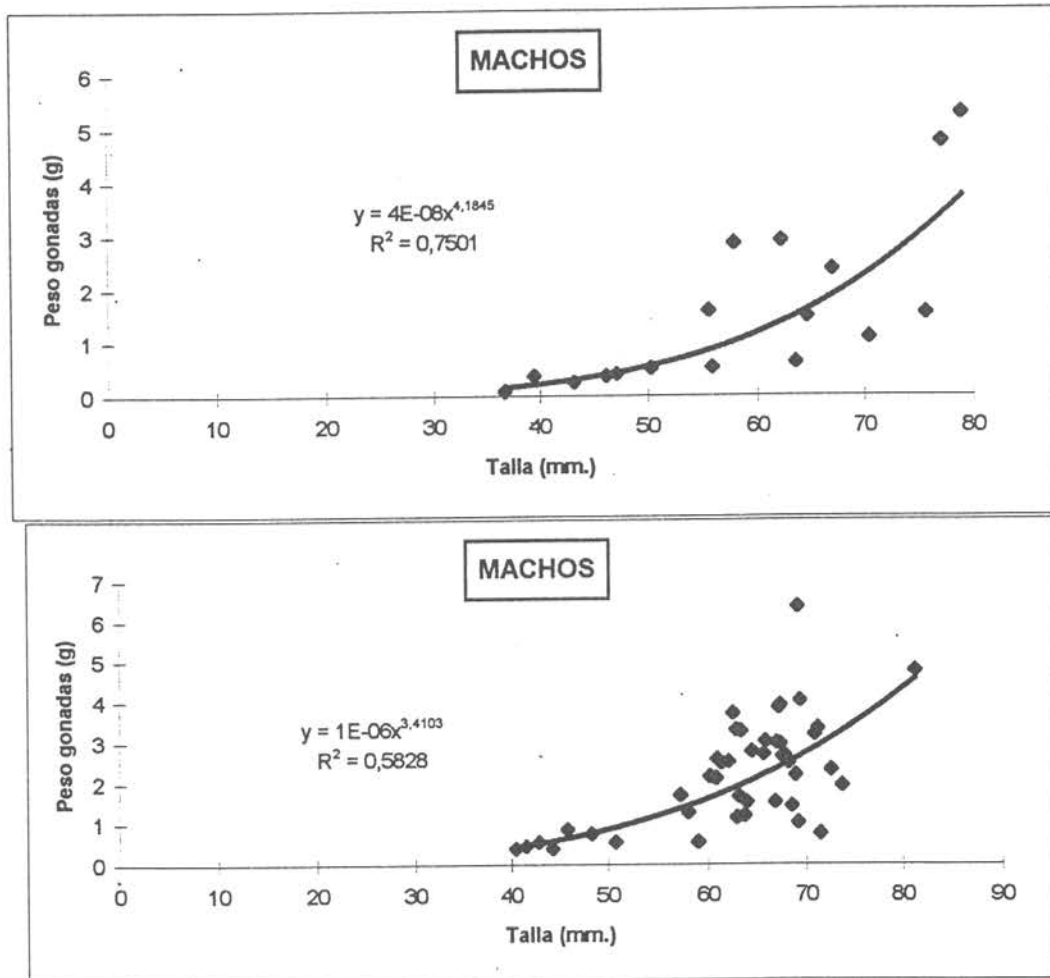 MACHOS
6
5
4
3
2
1
0
Peso gonadas (g)
y = 4E-08x^4,1845
R² = 0,7501
0 10 20 30 40 50 60 70 80
Talla (mm.)
MACHOS
7
6
5
4
3
2
1
0
Peso gonadas (g)
y = 1E-06x^3,4103
R² = 0,5828
0 10 20 30 40 50 60 70 80 90
Talla (mm.)